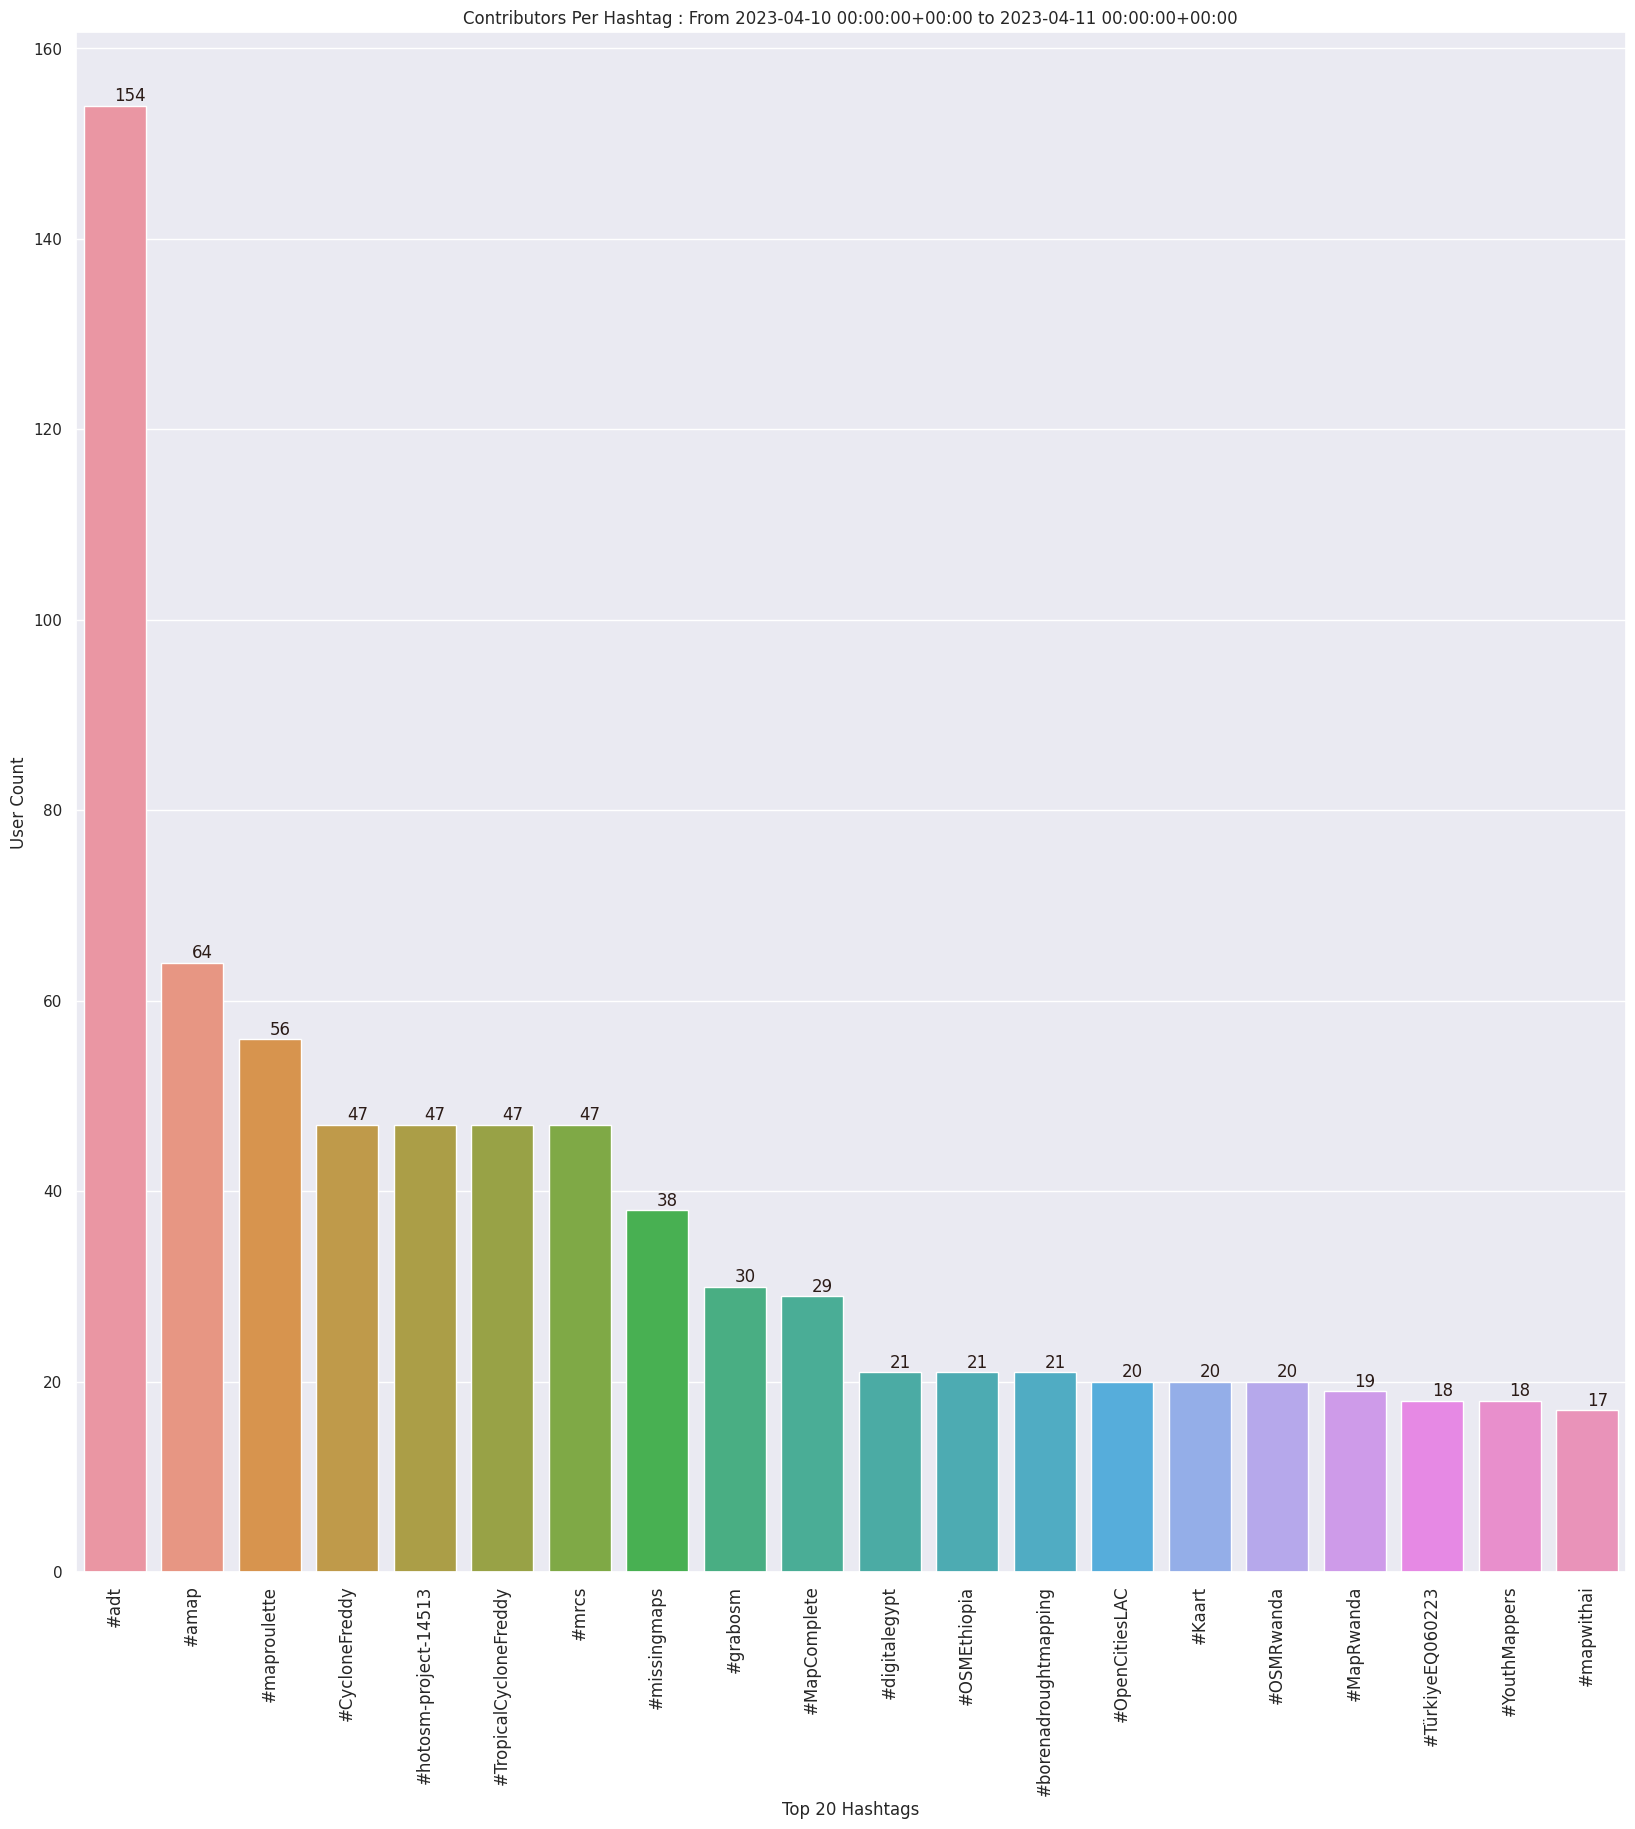 Contributors Per Hashtag : From 2023-04-10 00:00:00+00:00 to 2023-04-11 00:00:00+00:00
160
140
120
100
80
60
40
20
0
User Count
154
64
56
47
47
47
47
38
30
29
21
21
21
20
20
20
19
18
18
17
#adt
#amap
#maproulette
#CycloneFreddy
#hotosm-project-14513
#TropicalCycloneFreddy
#mrcs
#missingmaps
#grabosm
#MapComplete
#digitalegypt
#OSMEthiopia
#borenadroughtmapping
#OpenCitiesLAC
#Kaart
#OSMRwanda
#MapRwanda
#TürkiyeEQ060223
#YouthMappers
#mapwithai
Top 20 Hashtags